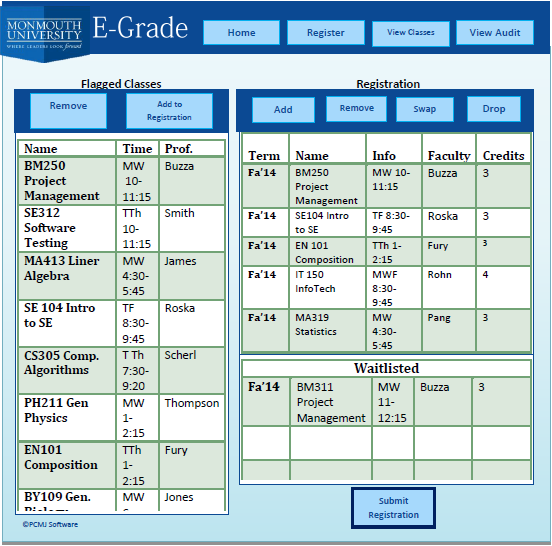 MONMOUTH
UNIVERSITY
WHERE LEADERS LOOK forward
E-Grade
Home
Register
View Classes
View Audit
Flagged Classes
Remove
Add to
Registration
Name Time Prof.
BM250 MW Buzza
Project 10-
Management 11:15
SE312 TTh Smith
Software 10-
Testing 11:15
MA413 Liner MW James
Algebra 4:30-
5:45
SE 104 Intro TF Roska
to SE 8:30-
9:45
CS305 Comp. T Th Scherl
Algorithms 7:30-
9:20
PH211 Gen MW Thompson
Physics 1-
2:15
EN101 TTh Fury
Composition 1-
2:15
BY109 Gen. MW Jones
©PCMJ Software
Registration
Add
Remove
Swap
Drop
Term Name Info Faculty Credits
Fa'14 BM250 MW 10- Buzza 3
Project 11:15
Management
Fa'14 SE104 Intro TF 8:30- Roska 3
to SE 9:45
Fa'14 EN 101 TTh 1- Fury 3
Composition 2:15
Fa'14 IT 150 MWF Rohn 4
InfoTech 8:30-
9:45
Fa'14 MA319 MW Pang 3
Statistics 4:30-
5:45
Waitlisted
Fa'14 BM311 MW Buzza 3
Project 11-
Management 12:15
Submit
Registration